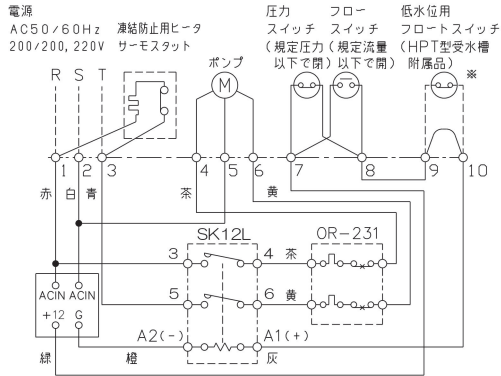 電源
AC50/60Hz
200/200,220V
凍結防止用ヒータ
サーモスタット
ポンプ
圧力
スイッチ
(規定圧力
以下で閉)
フロー
スイッチ
(規定流量
以下で開)
低水位用
フロートスイッチ
(HPT型受水槽
附属品)
※
R S T
M
1 2 3 4 5 6 7 8 9 10
赤 白 青 茶 黄
SK12L OR-231
3 4 茶
5 6 黄
ACIN ACIN
+12 G
A2(-) A1(+)
緑 橙 灰